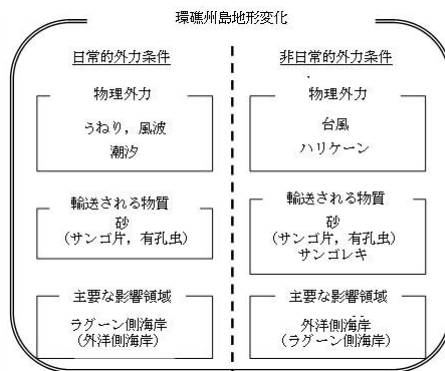 環礁州島地形変化
日常的外力条件
物理外力
うねり，風波
潮汐
輸送される物質
砂
(サンゴ片，有孔虫)
主要な影響領域
ラグーン側海岸
(外洋側海岸)
非日常的外力条件
物理外力
台風
ハリケーン
輸送される物質
砂
(サンゴ片，有孔虫)
サンゴレキ
主要な影響領域
外洋側海岸
(ラグーン側海岸)